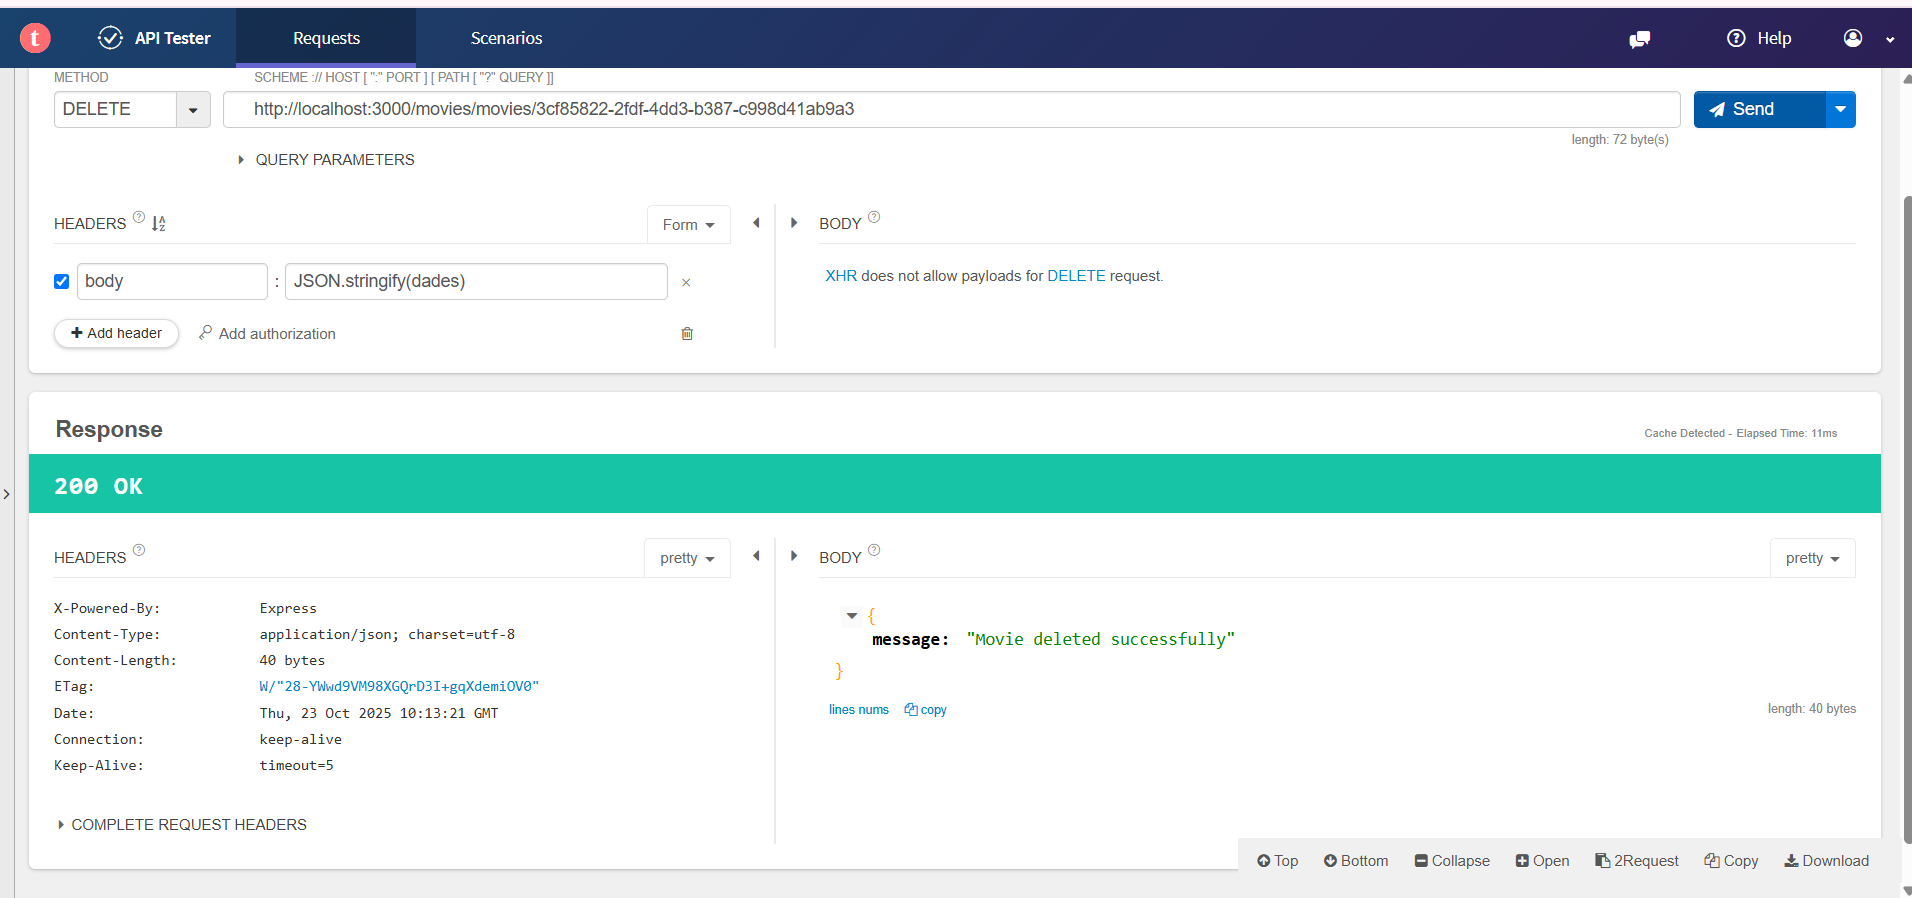 t API Tester Requests Scenarios Help
METHOD SCHEME :// HOST [ ":" PORT ] [ PATH [ "?" QUERY ]]
DELETE http://localhost:3000/movies/movies/3cf85822-2fdf-4dd3-b387-c998d41ab9a3 Send
length: 72 byte(s)
QUERY PARAMETERS
HEADERS ? Form BODY ?
body : JSON.stringify(dades) ×
XHR does not allow payloads for DELETE request.
+ Add header Add authorization
Response
Cache Detected - Elapsed Time: 11ms
200 OK
HEADERS ? pretty BODY ? pretty
X-Powered-By: Express
Content-Type: application/json; charset=utf-8
Content-Length: 40 bytes
ETag: W/"28-YWwd9VM98XGQrD3I+gqXdemiOV0"
Date: Thu, 23 Oct 2025 10:13:21 GMT
Connection: keep-alive
Keep-Alive: timeout=5
{
message: "Movie deleted successfully"
}
lines nums copy length: 40 bytes
COMPLETE REQUEST HEADERS
Top Bottom Collapse Open 2Request Copy Download